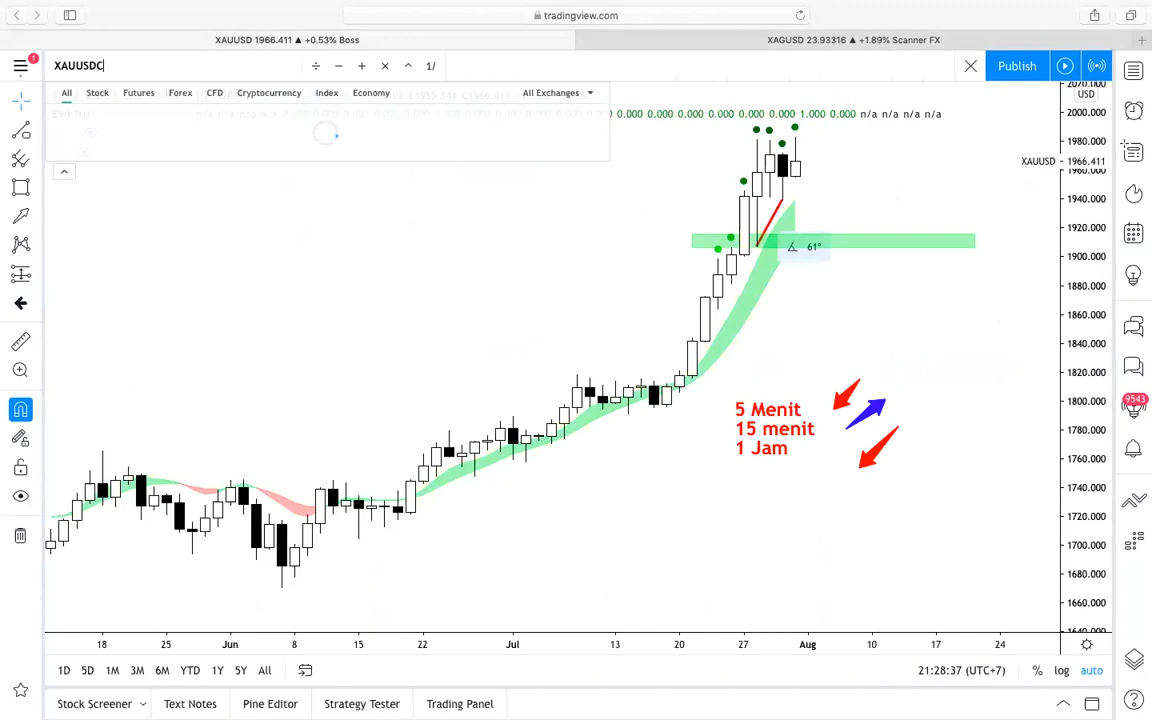 tradingview.com
XAUUSD 1966.411 ▲ +0.53% Boss
XAGUSD 23.93316 ▲ +1.89% Scanner FX
1
XAUUSDC
1/
Publish
All Stock Futures Forex CFD Cryptocurrency Index Economy All Exchanges
USD
0.000 0.000 0.000 0.000 0.000 0.000 1.000 0.000 n/a n/a n/a n/a
2000.000
1980.000
XAUUSD 1966.411
1960.000
1940.000
1920.000
61°
1900.000
1880.000
1860.000
1840.000
1820.000
1800.000
5 Menit
15 menit
1 Jam
9543
1780.000
1760.000
1740.000
1720.000
1700.000
1680.000
1660.000
18 25 Jun 8 15 22 Jul 13 20 27 Aug 10 17 24
1D 5D 1M 3M 6M YTD 1Y 5Y All 21:28:37 (UTC+7) % log auto
Stock Screener Text Notes Pine Editor Strategy Tester Trading Panel